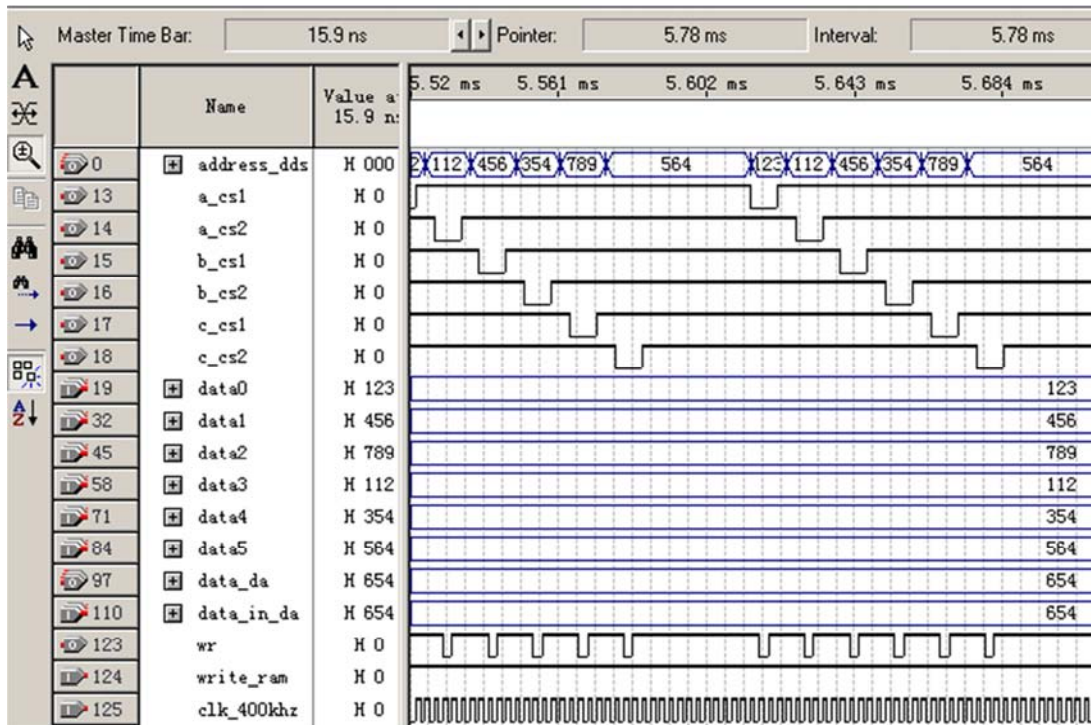 Master Time Bar: 15.9 ns Pointer: 5.78 ms Interval: 5.78 ms
A
Name Value a 15.9 n
5.52 ms 5.561 ms 5.602 ms 5.643 ms 5.684 ms
0 address_dds H 000 2 112 456 354 789 564 123 112 456 354 789 564
13 a_cs1 H 0
14 a_cs2 H 0
15 b_cs1 H 0
16 b_cs2 H 0
17 c_cs1 H 0
18 c_cs2 H 0
19 data0 H 123 123
32 data1 H 456 456
45 data2 H 789 789
58 data3 H 112 112
71 data4 H 354 354
84 data5 H 564 564
97 data_da H 654 654
110 data_in_da H 654 654
123 wr H 0
124 write_ram H 0
125 clk_400khz H 0
A
Z